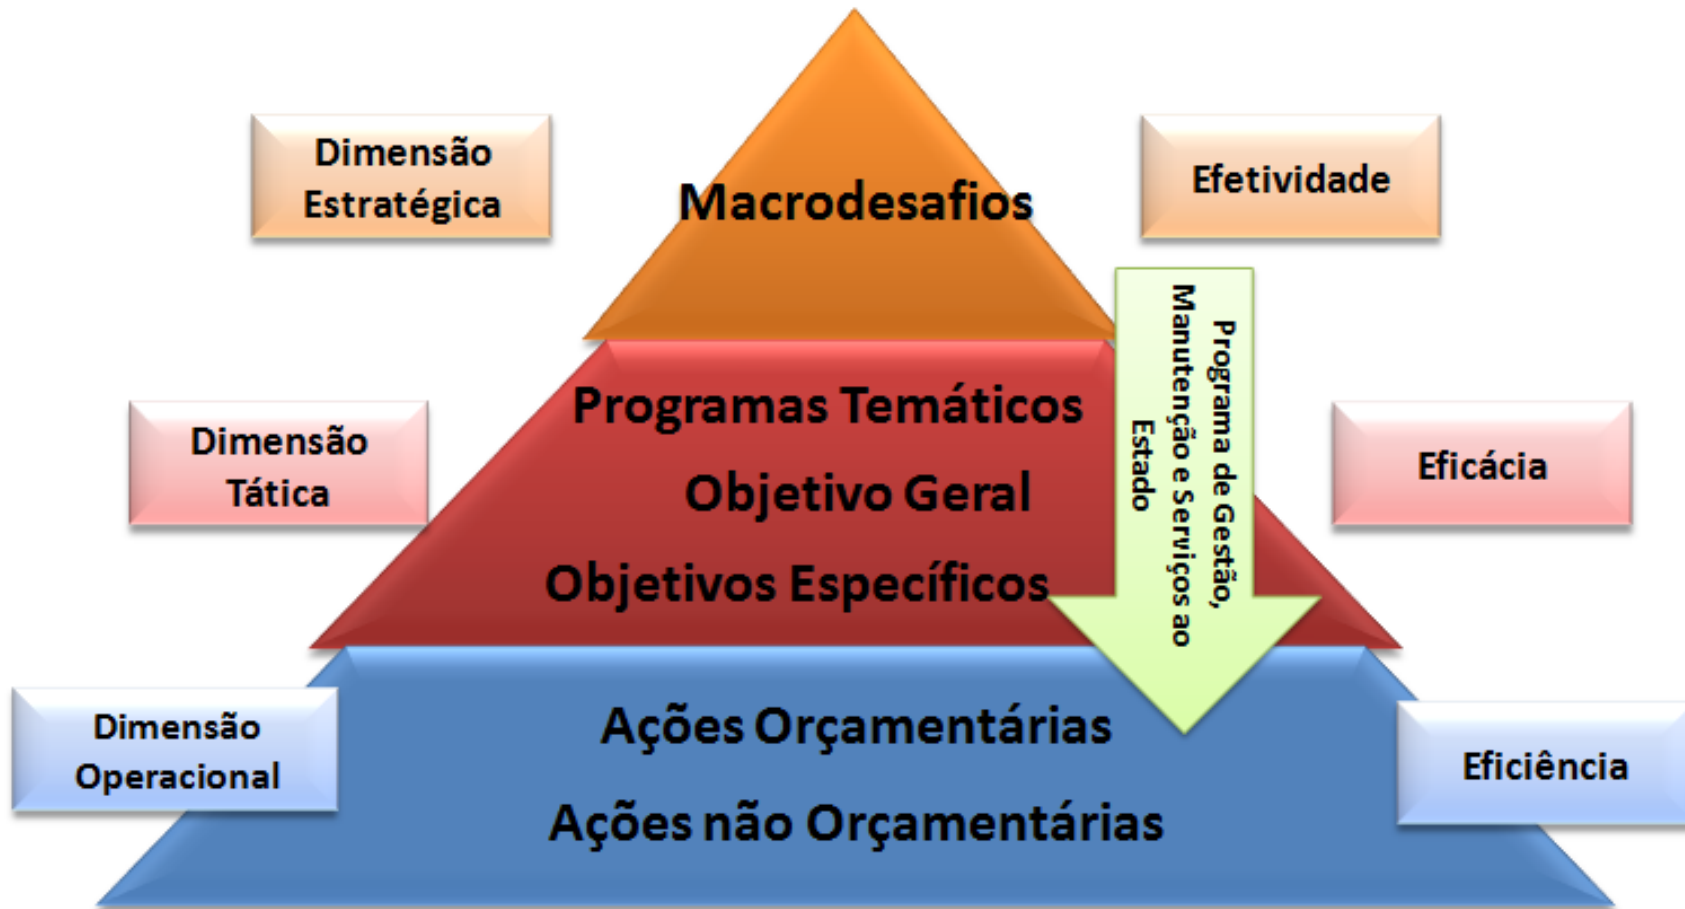 Dimensão
Estratégica
Macrodesafios
Efetividade
Programa de Gestão,
Manutenção e Serviços ao
Estado
Dimensão
Tática
Programas Temáticos
Objetivo Geral
Objetivos Específicos
Eficácia
Dimensão
Operacional
Ações Orçamentárias
Ações não Orçamentárias
Eficiência